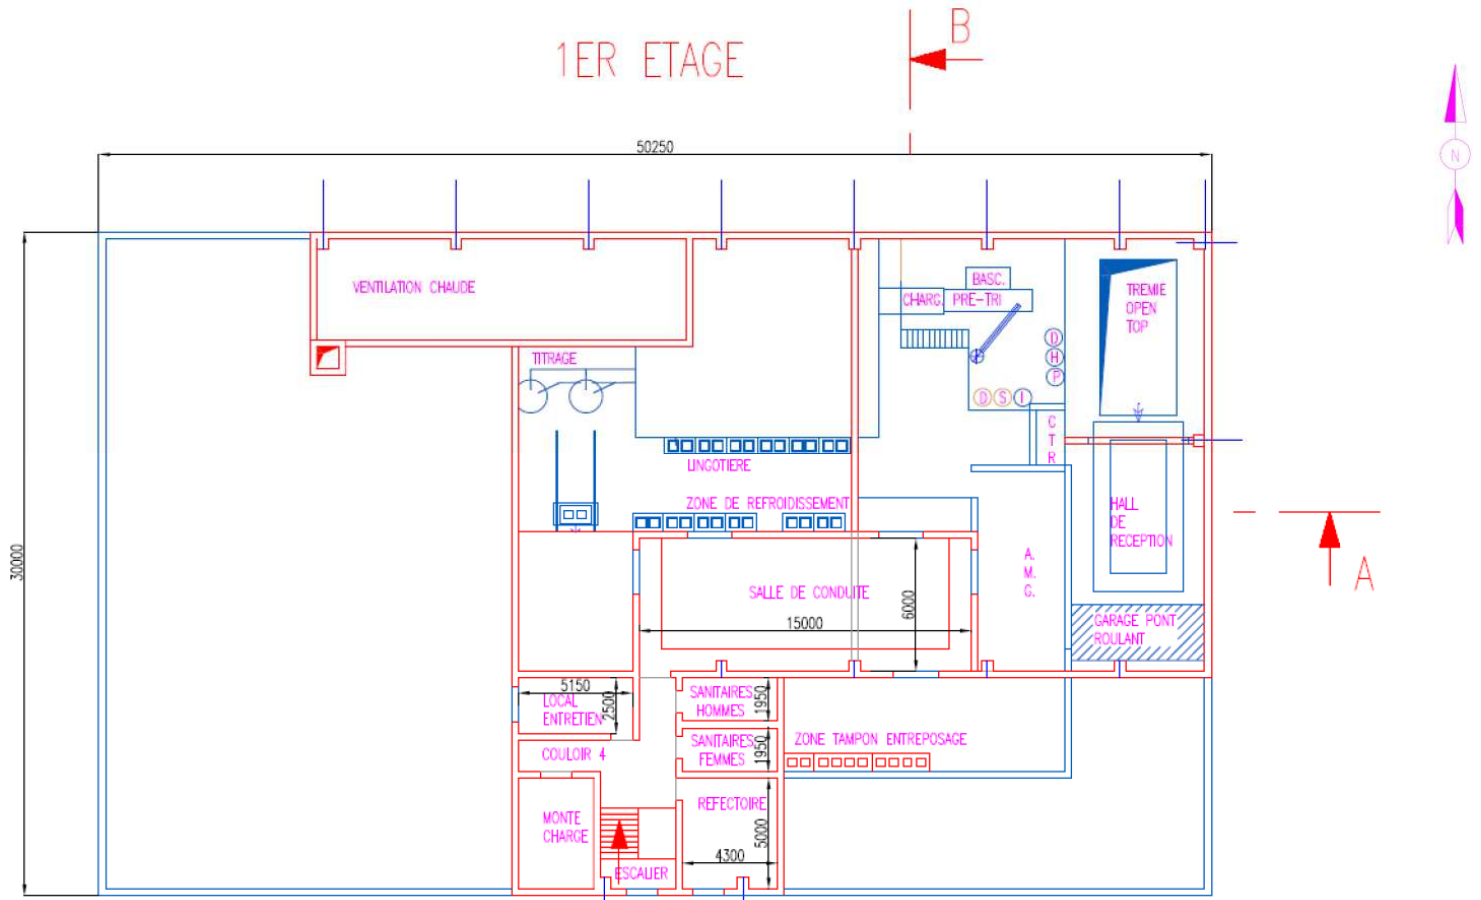 1ER ETAGE
B
N
50250
30000
VENTILATION CHAUDE
BASC.
CHARG.
PRE-TRI
TREMIE
OPEN
TOP
D
H
P
D S I
TITRAGE
C
T
R
LINGOTIERE
ZONE DE REFROIDISSEMENT
HALL
DE
RECEPTION
A
A.
M.
G.
SALLE DE CONDUITE
15000
6000
GARAGE PONT
ROULANT
5150
2500
LOCAL
ENTRETIEN
SANITAIRES
HOMMES
1950
SANITAIRES
FEMMES
1950
ZONE TAMPON ENTREPOSAGE
COULOIR 4
MONTE
CHARGE
ESCALIER
REFECTOIRE
5000
4300